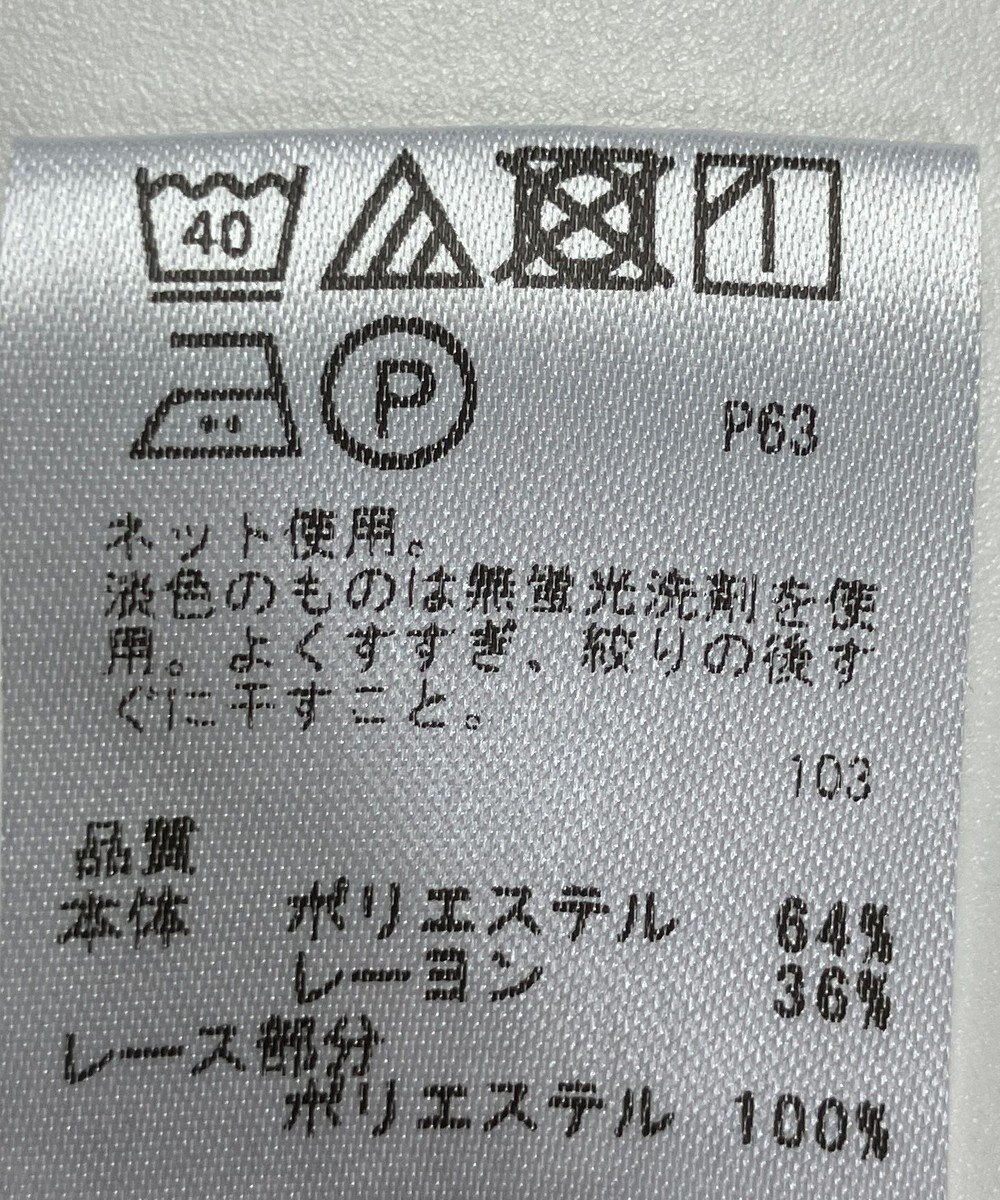 40
P
P63
ネット使用。
淡色のものは無蛍光洗剤を使
用。よくすすぎ、絞りの後す
ぐに干すこと。
103
品質
本体 ポリエステル 64%
レーヨン 36%
レース部分
ポリエステル 100%